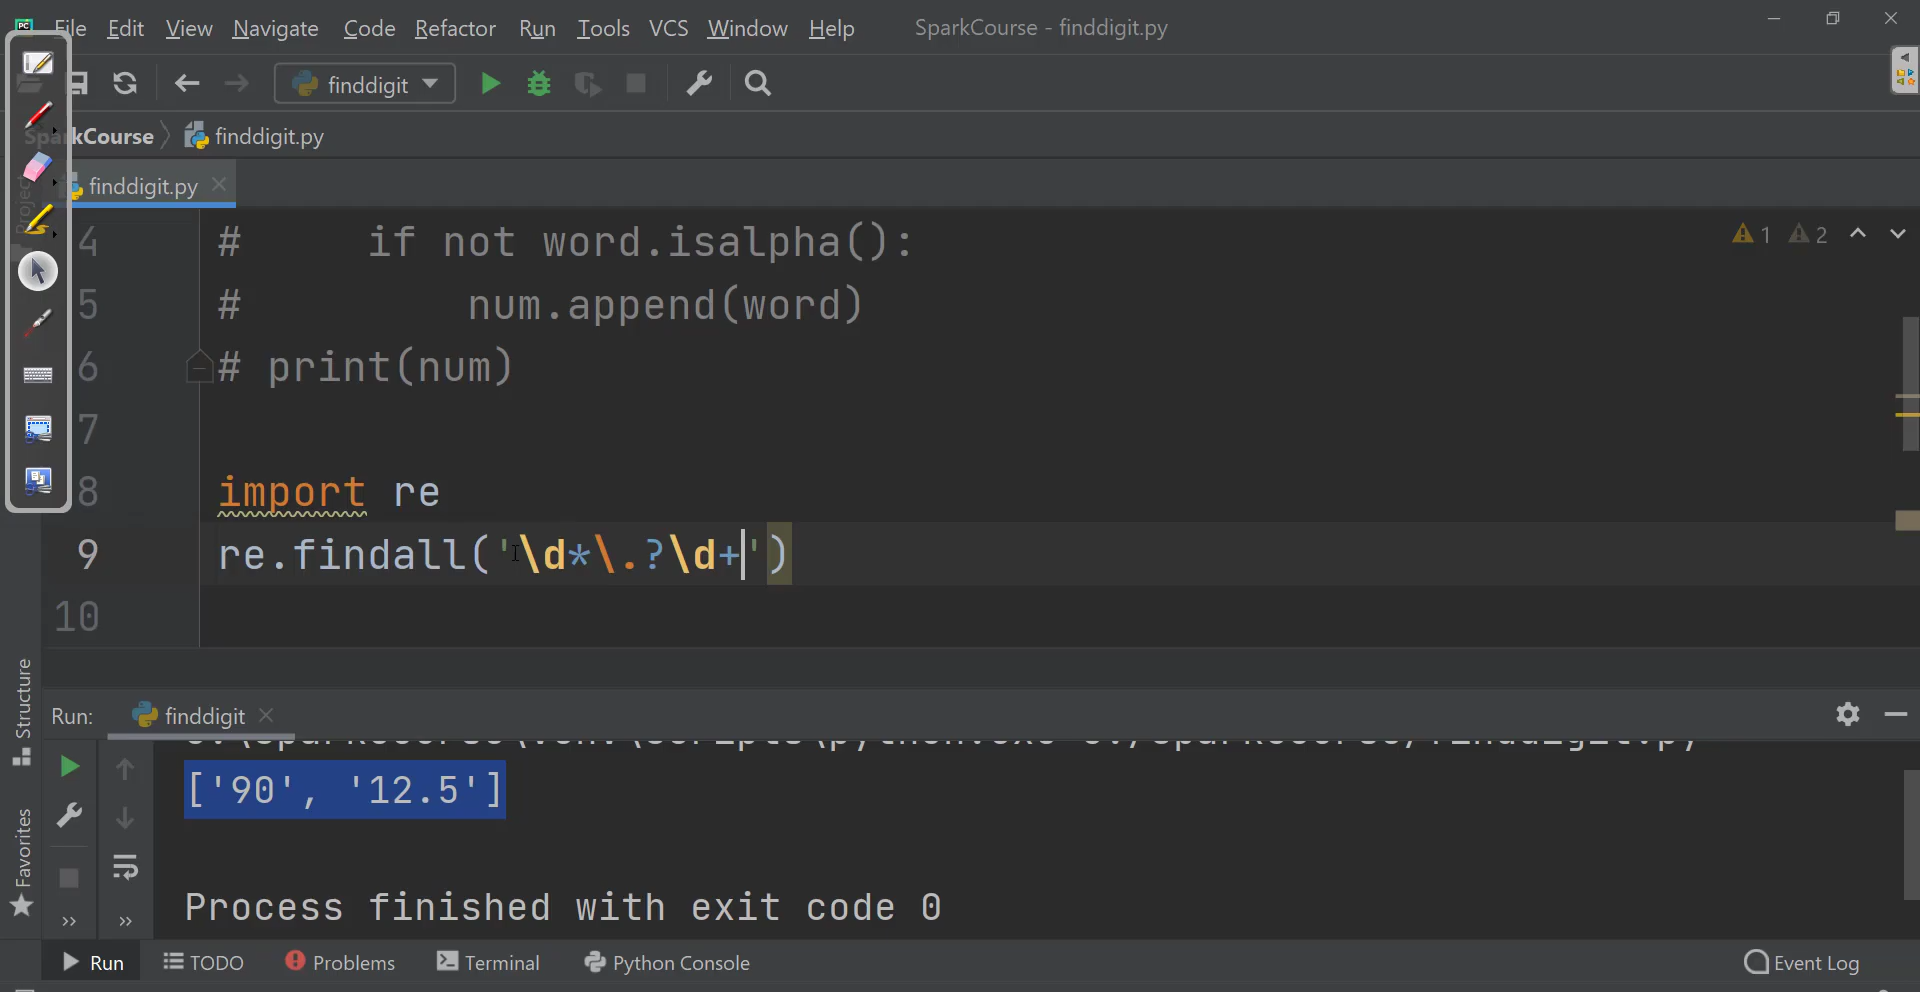 PC File Edit View Navigate Code Refactor Run Tools VCS Window Help SparkCourse - finddigit.py
finddigit
SparkCourse finddigit.py
finddigit.py
Project
1 2
4 # if not word.isalpha():
5 # num.append(word)
6 # print(num)
7
8 import re
9 re.findall('\d*\.?\d+')
10
Structure
Favorites
Run: finddigit
['90', '12.5']
Process finished with exit code 0
Run TODO Problems Terminal Python Console Event Log